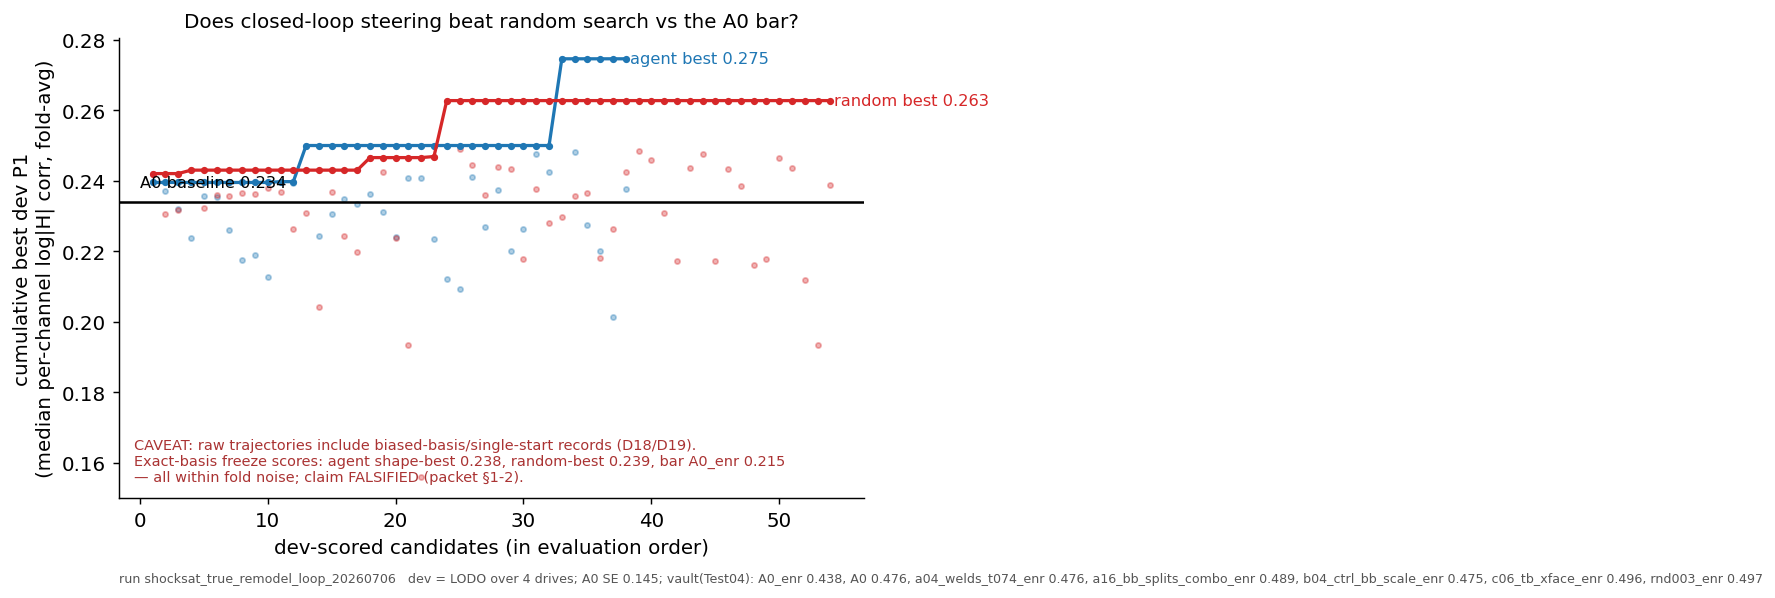 Does closed-loop steering beat random search vs the A0 bar?
cumulative best dev P1
(median per-channel log|H| corr, fold-avg)
0.28
0.26
0.24
0.22
0.20
0.18
0.16
agent best 0.275
random best 0.263
A0 baseline 0.234
CAVEAT: raw trajectories include biased-basis/single-start records (D18/D19).
Exact-basis freeze scores: agent shape-best 0.238, random-best 0.239, bar A0_enr 0.215
— all within fold noise; claim FALSIFIED (packet §1-2).
0 10 20 30 40 50
dev-scored candidates (in evaluation order)
run shocksat_true_remodel_loop_20260706 dev = LODO over 4 drives; A0 SE 0.145; vault(Test04): A0_enr 0.438, A0 0.476, a04_welds_t074_enr 0.476, a16_bb_splits_combo_enr 0.489, b04_ctrl_bb_scale_enr 0.475, c06_tb_xface_enr 0.496, rnd003_enr 0.497